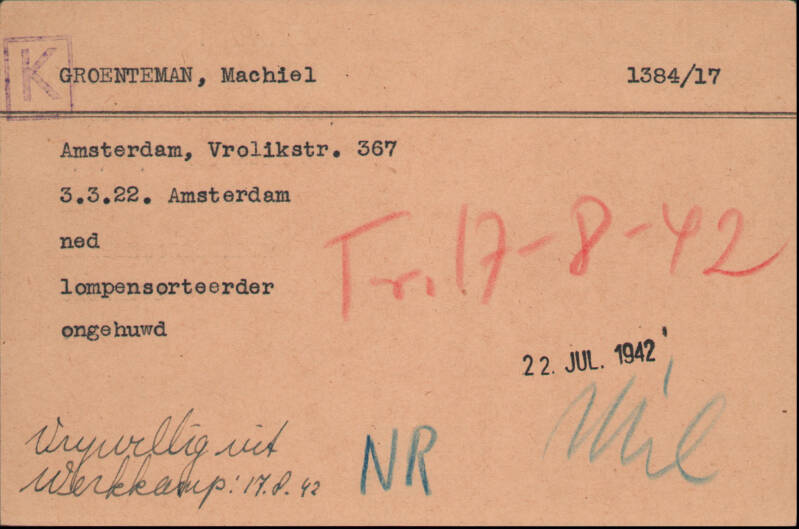 K
GROENTEMAN, Machiel 1384/17
Amsterdam, Vrolikstr. 367
3.3.22. Amsterdam
ned
lompensorteerder
ongehuwd
Tr. 17-8-42
22. JUL. 1942
Vrywillig uit
Werkkamp: 17.8.42
NR